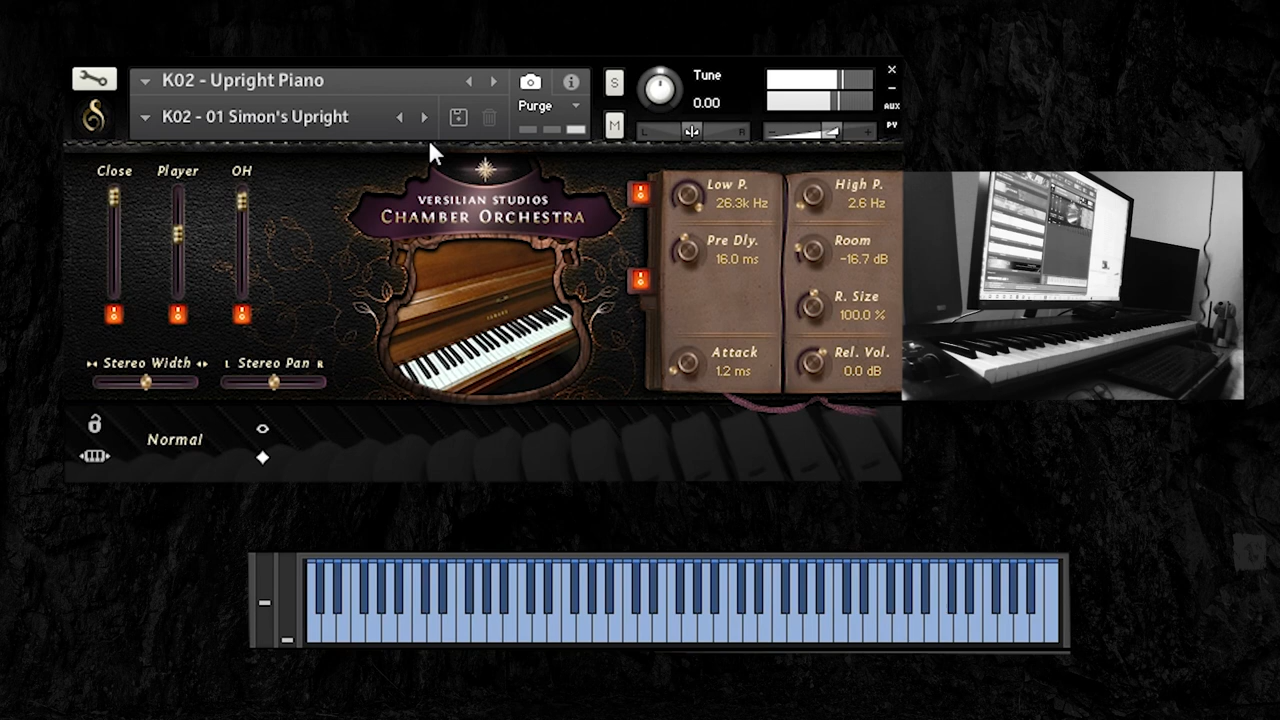 K02 - Upright Piano
K02 - 01 Simon's Upright
Purge
S
M
Tune
0.00
L R
- +
AUX
PV
Close Player OH
Stereo Width L Stereo Pan R
VERSILIAN STUDIOS
CHAMBER ORCHESTRA
YAMAHA
Low P.
26.3k Hz
Pre Dly.
16.0 ms
Attack
1.2 ms
High P.
2.6 Hz
Room
-16.7 dB
R. Size
100.0 %
Rel. Vol.
0.0 dB
Normal